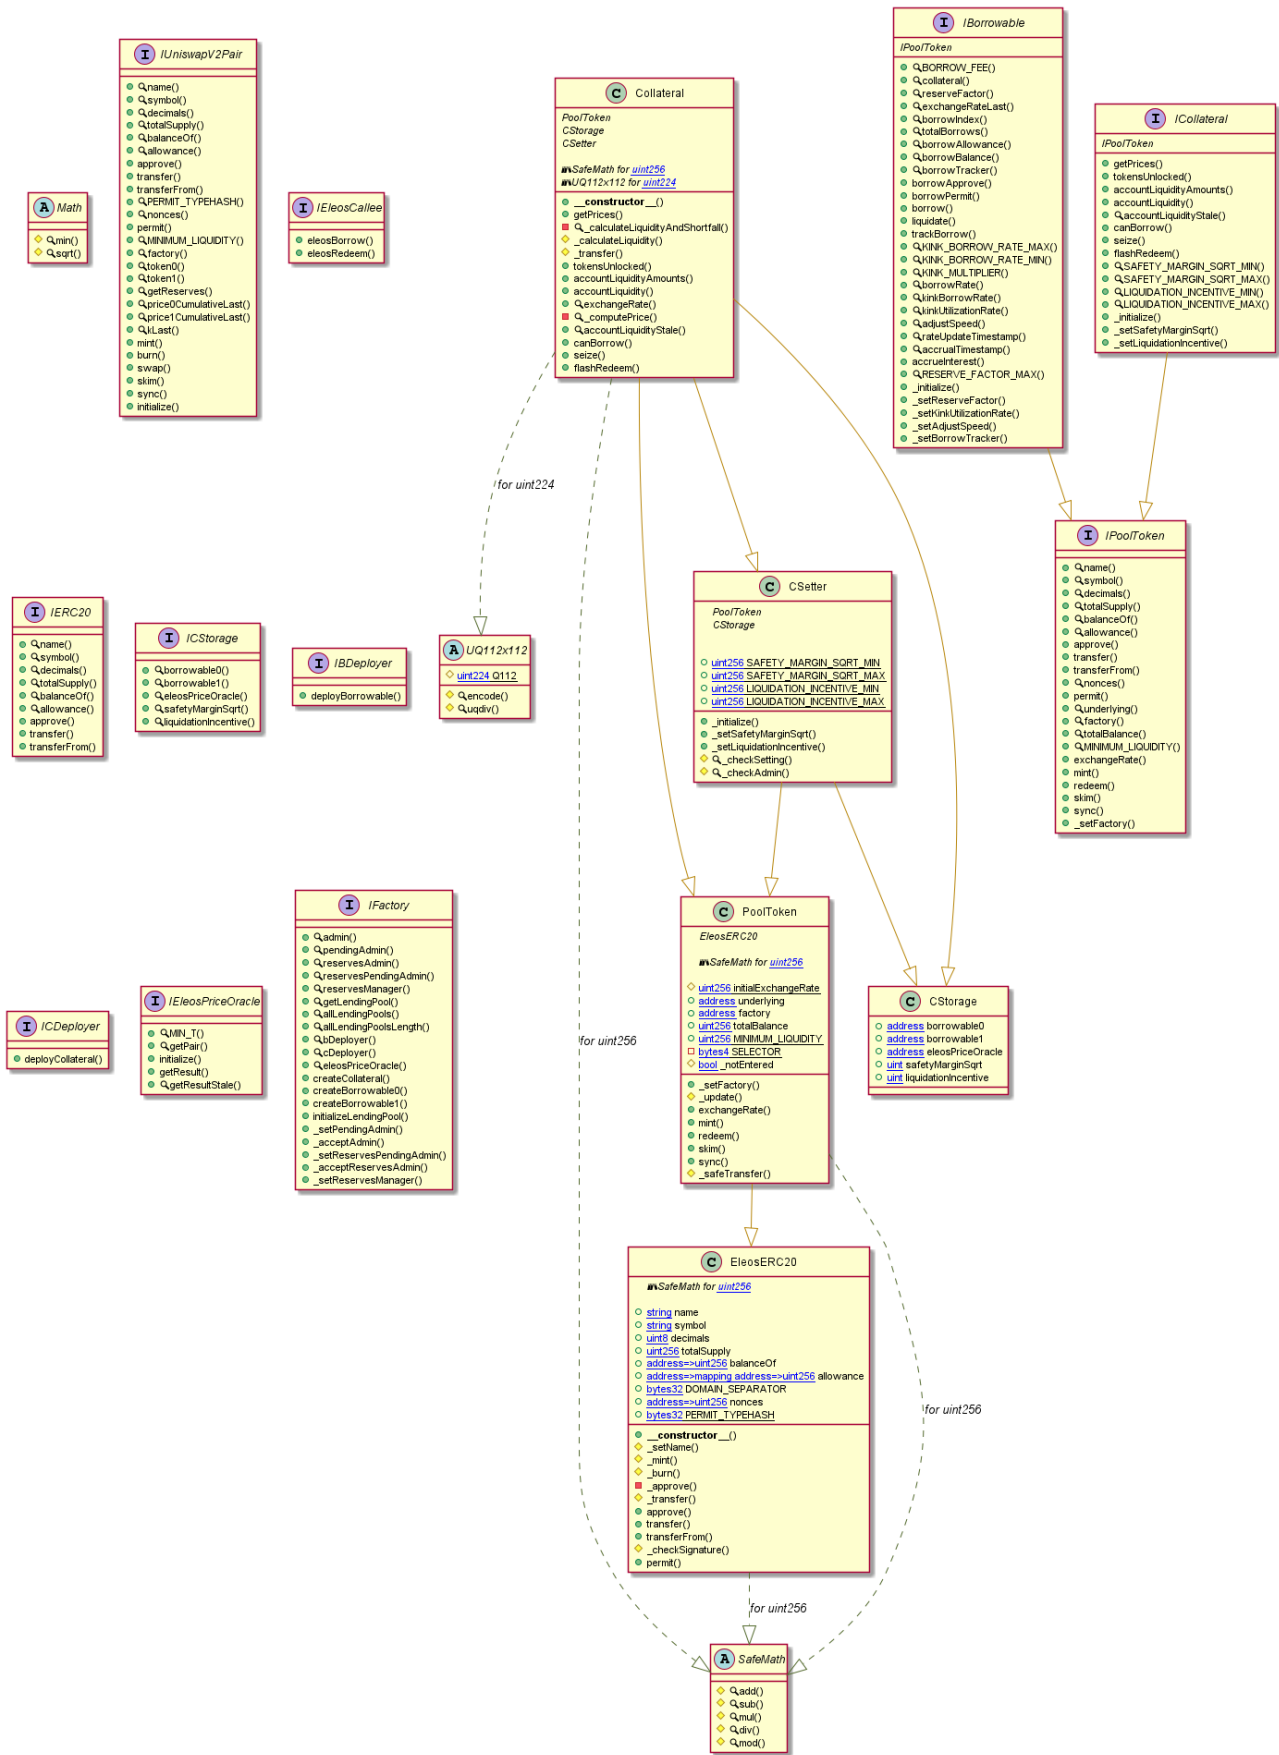 I IUniswapV2Pair
name()
symbol()
decimals()
totalSupply()
balanceOf()
allowance()
approve()
transfer()
transferFrom()
PERMIT_TYPEHASH()
nonces()
permit()
MINIMUM_LIQUIDITY()
factory()
token0()
token1()
getReserves()
price0CumulativeLast()
price1CumulativeLast()
kLast()
mint()
burn()
swap()
skim()
sync()
initialize()
A Math
min()
sqrt()
I IEleosCallee
eleosBorrow()
eleosRedeem()
C Collateral
PoolToken
CStorage
CSetter
SafeMath for uint256
UQ112x112 for uint224
__constructor__()
getPrices()
_calculateLiquidityAndShortfall()
_calculateLiquidity()
_transfer()
tokensUnlocked()
accountLiquidityAmounts()
accountLiquidity()
exchangeRate()
_computePrice()
accountLiquidityStale()
canBorrow()
seize()
flashRedeem()
I IBorrowable
IPoolToken
BORROW_FEE()
collateral()
reserveFactor()
exchangeRateLast()
borrowIndex()
totalBorrows()
borrowAllowance()
borrowBalance()
borrowTracker()
borrowApprove()
borrowPermit()
borrow()
liquidate()
trackBorrow()
KINK_BORROW_RATE_MAX()
KINK_BORROW_RATE_MIN()
KINK_MULTIPLIER()
borrowRate()
kinkBorrowRate()
kinkUtilizationRate()
adjustSpeed()
rateUpdateTimestamp()
accrualTimestamp()
accrueInterest()
RESERVE_FACTOR_MAX()
_initialize()
_setReserveFactor()
_setKinkUtilizationRate()
_setAdjustSpeed()
_setBorrowTracker()
I ICollateral
IPoolToken
getPrices()
tokensUnlocked()
accountLiquidityAmounts()
accountLiquidity()
accountLiquidityStale()
canBorrow()
seize()
flashRedeem()
SAFETY_MARGIN_SQRT_MIN()
SAFETY_MARGIN_SQRT_MAX()
LIQUIDATION_INCENTIVE_MIN()
LIQUIDATION_INCENTIVE_MAX()
_initialize()
_setSafetyMarginSqrt()
_setLiquidationIncentive()
for uint224
I IERC20
name()
symbol()
decimals()
totalSupply()
balanceOf()
allowance()
approve()
transfer()
transferFrom()
I ICStorage
borrowable0()
borrowable1()
eleosPriceOracle()
safetyMarginSqrt()
liquidationIncentive()
I IBDeployer
deployBorrowable()
A UQ112x112
uint224 Q112
encode()
uqdiv()
C CSetter
PoolToken
CStorage
uint256 SAFETY_MARGIN_SQRT_MIN
uint256 SAFETY_MARGIN_SQRT_MAX
uint256 LIQUIDATION_INCENTIVE_MIN
uint256 LIQUIDATION_INCENTIVE_MAX
_initialize()
_setSafetyMarginSqrt()
_setLiquidationIncentive()
_checkSetting()
_checkAdmin()
I IPoolToken
name()
symbol()
decimals()
totalSupply()
balanceOf()
allowance()
approve()
transfer()
transferFrom()
nonces()
permit()
underlying()
factory()
totalBalance()
MINIMUM_LIQUIDITY()
exchangeRate()
mint()
redeem()
skim()
sync()
_setFactory()
I ICDeployer
deployCollateral()
I IEleosPriceOracle
MIN_T()
getPair()
initialize()
getResult()
getResultStale()
I IFactory
admin()
pendingAdmin()
reservesAdmin()
reservesPendingAdmin()
reservesManager()
getLendingPool()
allLendingPools()
allLendingPoolsLength()
bDeployer()
cDeployer()
eleosPriceOracle()
createCollateral()
createBorrowable0()
createBorrowable1()
initializeLendingPool()
_setPendingAdmin()
_acceptAdmin()
_setReservesPendingAdmin()
_acceptReservesAdmin()
_setReservesManager()
for uint256
C PoolToken
EleosERC20
SafeMath for uint256
uint256 initialExchangeRate
address underlying
address factory
uint256 totalBalance
uint256 MINIMUM_LIQUIDITY
bytes4 SELECTOR
bool _notEntered
_setFactory()
_update()
exchangeRate()
mint()
redeem()
skim()
sync()
_safeTransfer()
C CStorage
address borrowable0
address borrowable1
address eleosPriceOracle
uint safetyMarginSqrt
uint liquidationIncentive
C EleosERC20
SafeMath for uint256
string name
string symbol
uint8 decimals
uint256 totalSupply
address=>uint256 balanceOf
address=>mapping address=>uint256 allowance
bytes32 DOMAIN_SEPARATOR
address=>uint256 nonces
bytes32 PERMIT_TYPEHASH
__constructor__()
_setName()
_mint()
_burn()
_approve()
_transfer()
approve()
transfer()
transferFrom()
_checkSignature()
permit()
for uint256
for uint256
A SafeMath
add()
sub()
mul()
div()
mod()